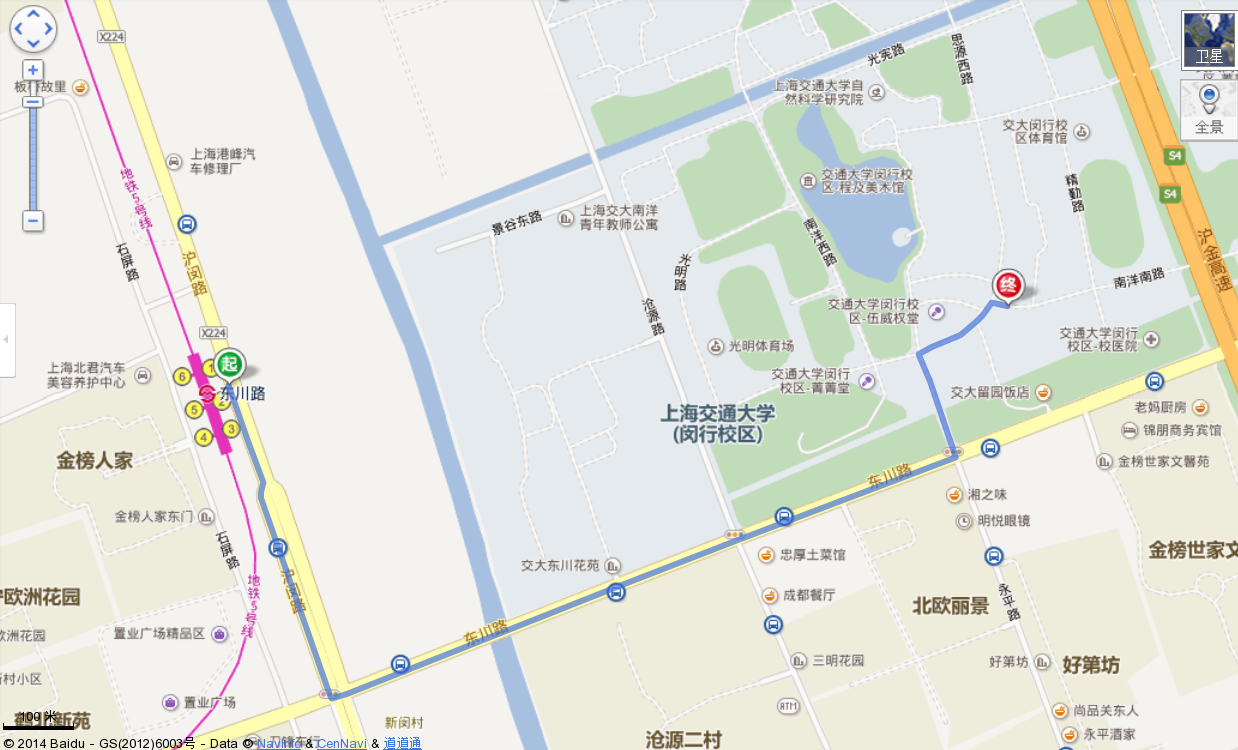 X224
光宪路
思源西路
卫星
板桥故里
上海交通大学自
然科学研究院
全景
交大闵行校
区体育馆
上海港峰汽
车修理厂
S4
地铁5号线
交通大学闵行校
区-程及美术馆
精勤路
S4
景谷东路
上海交大南洋
青年教师公寓
南洋西路
石屏路
沪闵路
光明路
沪金高速
南洋南路
终
沧源路
交通大学闵行校
区-伍威权堂
X224
交通大学闵行
校区-校医院
光明体育场
起
上海北君汽车
美容养护中心
6
1
东川路
2
5
3
4
交通大学闵行
校区-菁菁堂
交大留园饭店
老妈厨房
上海交通大学
(闵行校区)
锦朋商务宾馆
金榜人家
金榜世家文馨苑
东川路
湘之味
金榜人家东门
明悦眼镜
石屏路
忠厚土菜馆
金榜世家文
交大东川花苑
地铁5号线
沪闵路
成都餐厅
永平路
欧洲花园
北欧丽景
欧洲花园
置业广场精品区
东川路
三明花园
好第坊
好第坊
新村小区
置业广场
ATM
尚品关东人
100 米
鹤北新苑
新闵村
沧源二村
永平酒家
© 2014 Baidu - GS(2012)6003号 - Data © NavInfo & CenNavi & 道道通